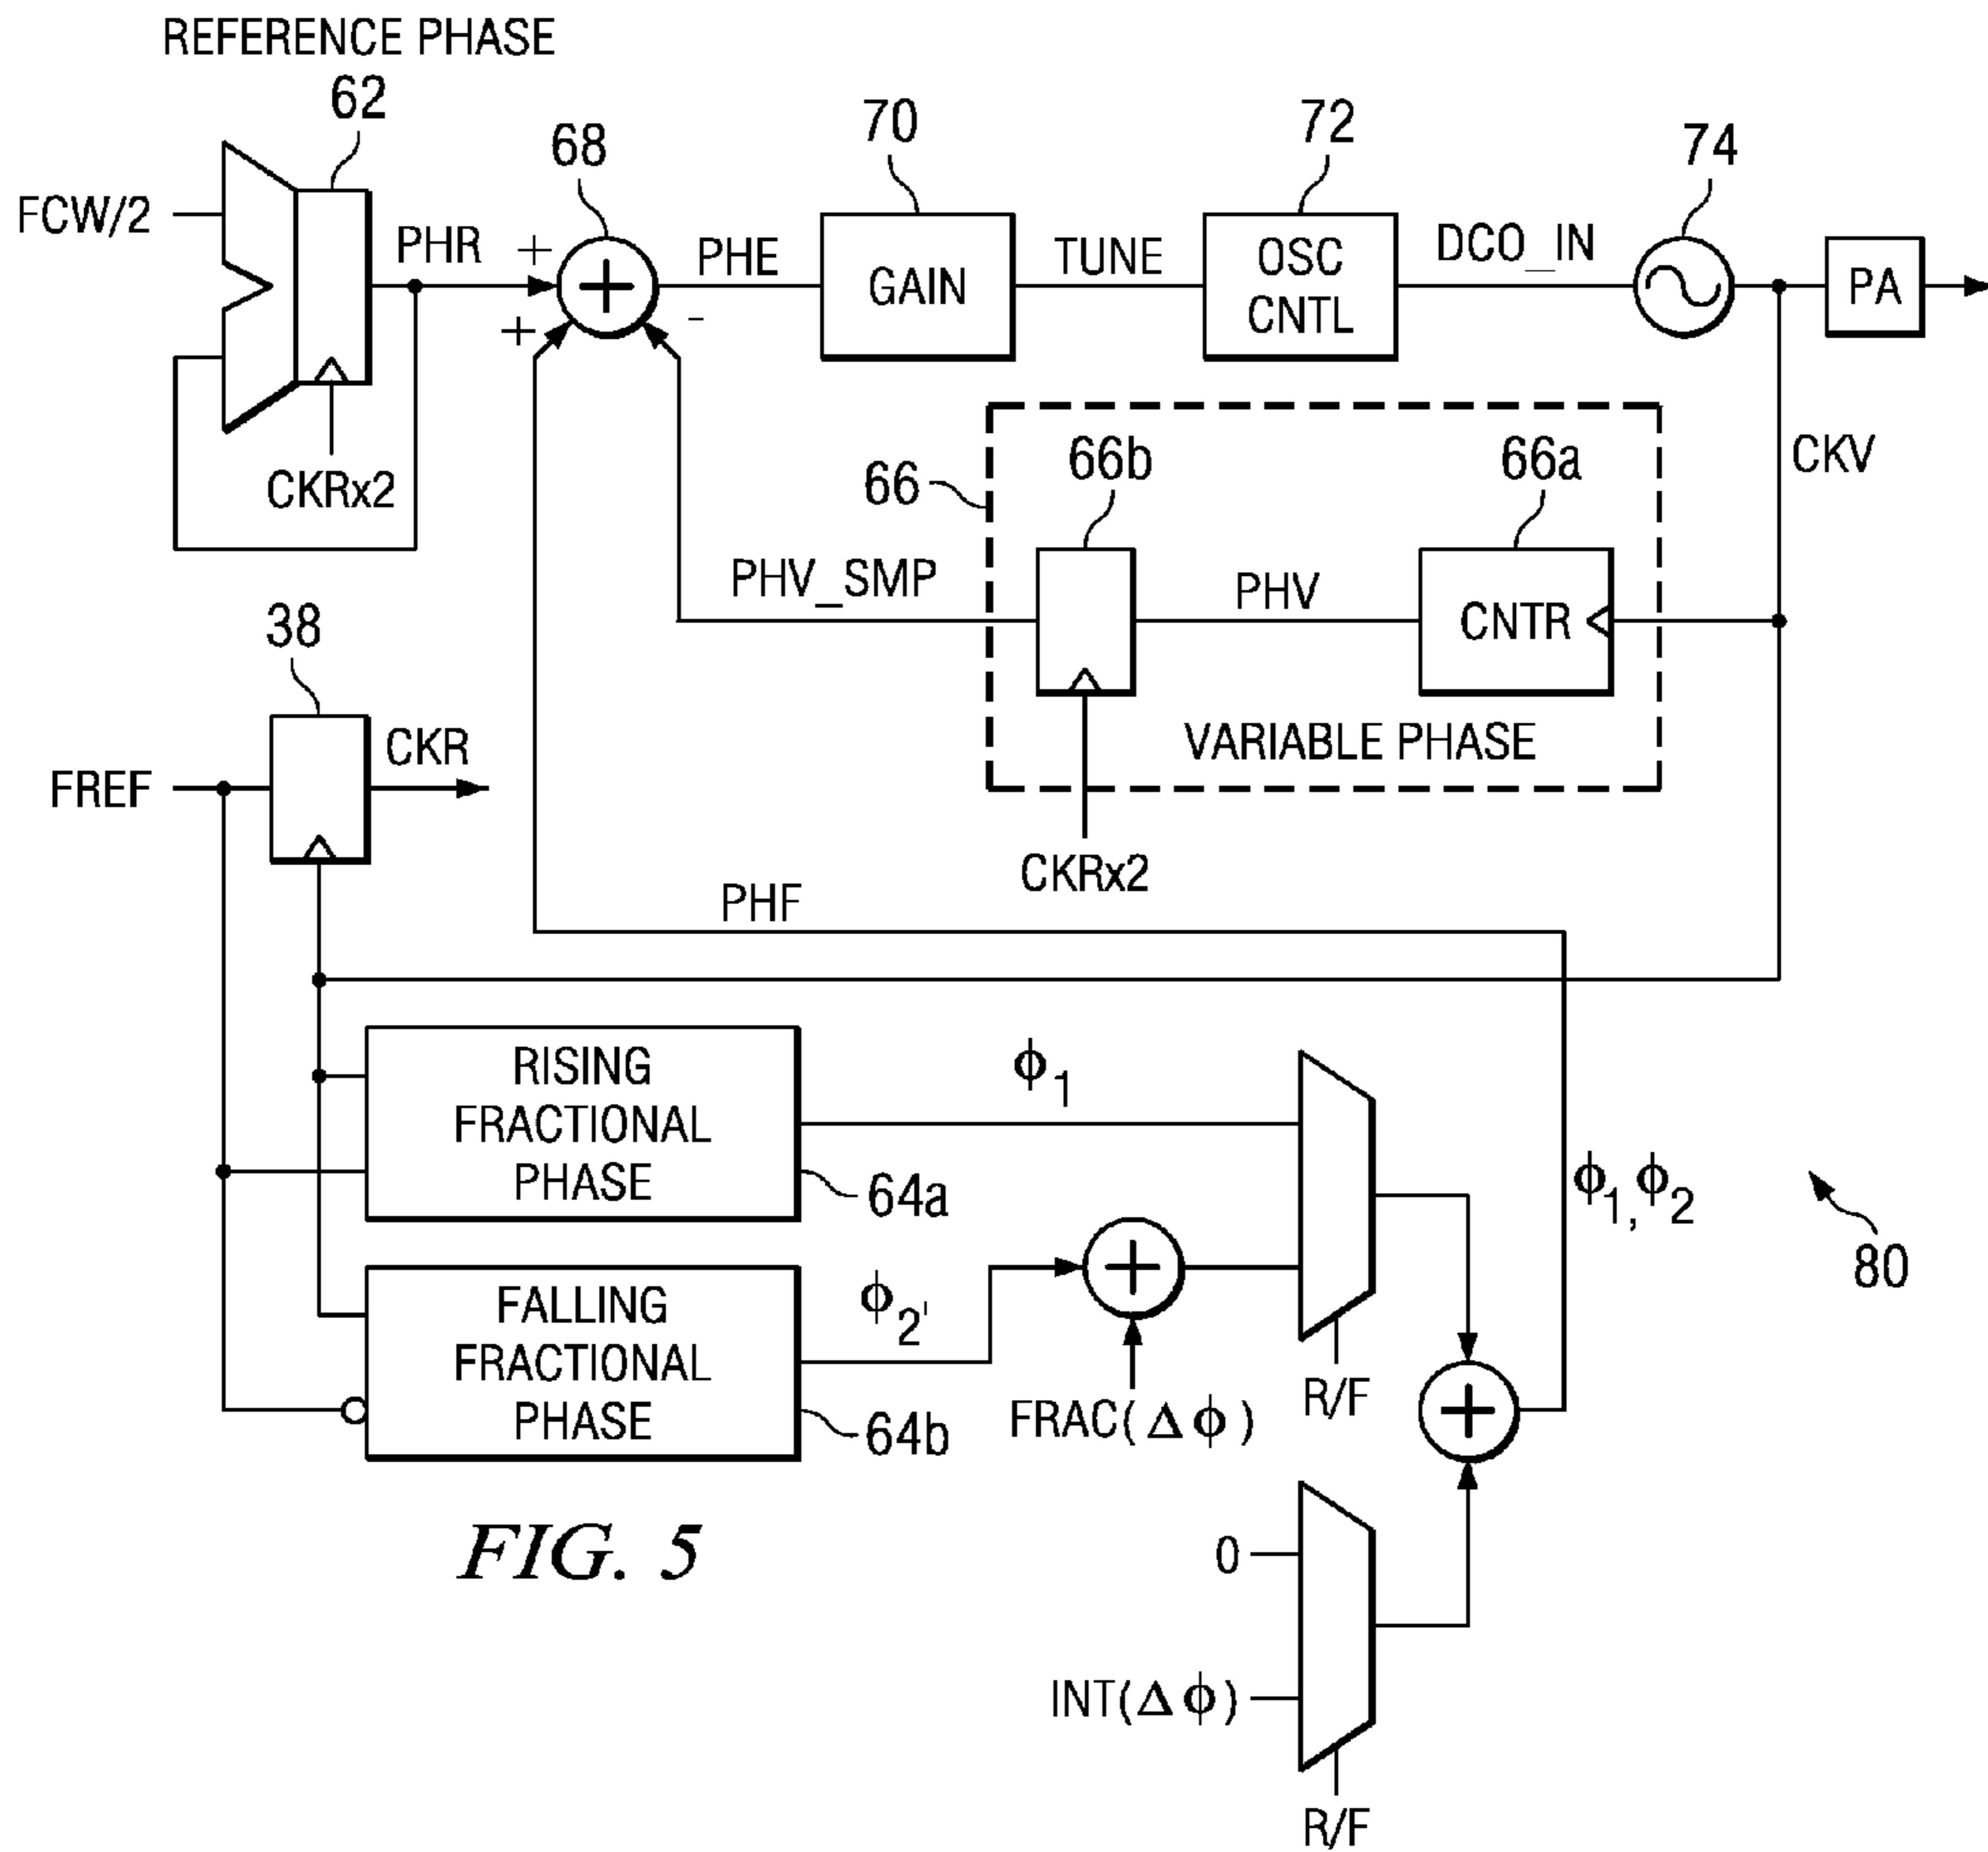 REFERENCE PHASE
62
68
70
72
74
FCW/2
PHR
+
+
-
PHE
GAIN
TUNE
OSC
CNTL
DCO_IN
PA
CKRx2
66
66b
66a
CKV
PHV_SMP
PHV
CNTR
VARIABLE PHASE
CKRx2
38
FREF
CKR
PHF
RISING
FRACTIONAL
PHASE
64a
ϕ1
ϕ1, ϕ2
80
FALLING
FRACTIONAL
PHASE
64b
ϕ2'
FRAC(Δϕ)
R/F
0
INT(Δϕ)
R/F
FIG. 5